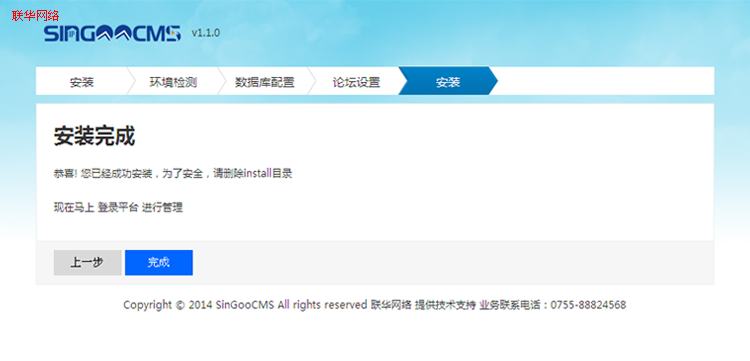 联华网络
SINGOOCMS v1.1.0
安装 环境检测 数据库配置 论坛设置 安装
安装完成
恭喜! 您已经成功安装，为了安全，请删除install目录
现在马上 登录平台 进行管理
上一步 完成
Copyright © 2014 SinGooCMS All rights reserved 联华网络 提供技术支持 业务联系电话：0755-88824568